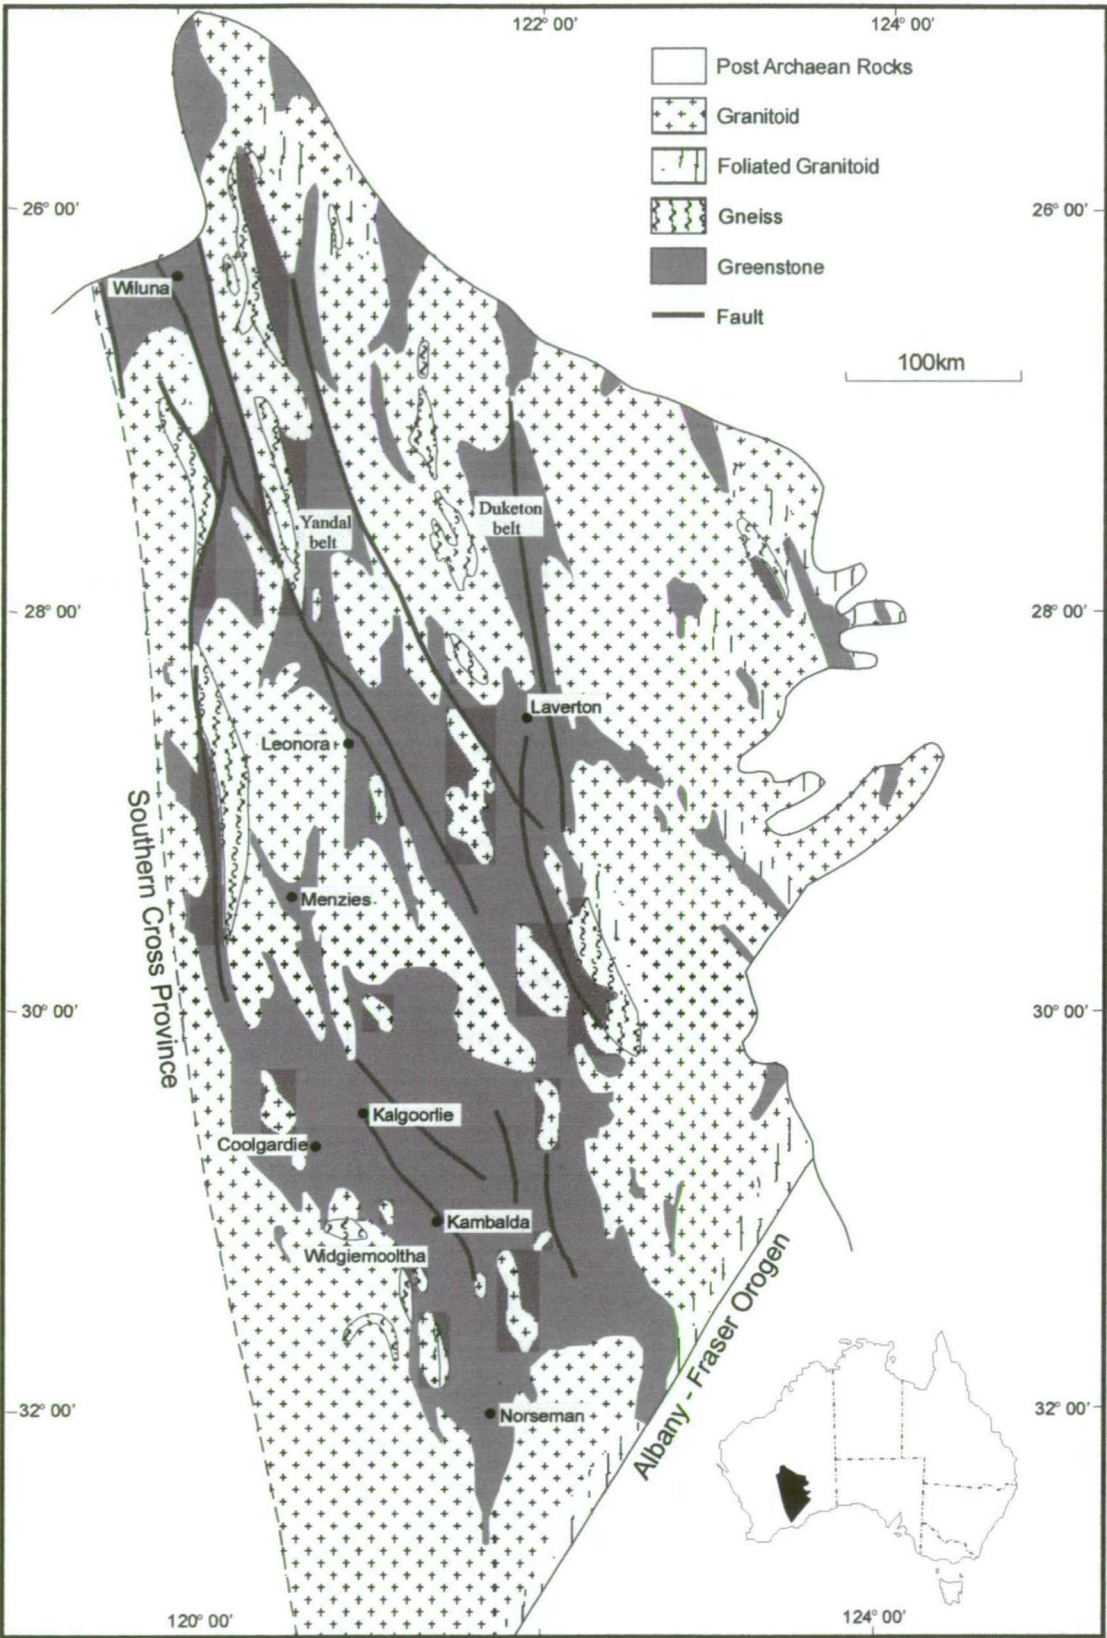 122° 00'
124° 00'
Post Archaean Rocks
Granitoid
Foliated Granitoid
Gneiss
Greenstone
Fault
100km
26° 00'
26° 00'
Wiluna
Yandal
belt
Duketon
belt
28° 00'
28° 00'
Laverton
Leonora
Menzies
Southern Cross Province
30° 00'
30° 00'
Kalgoorlie
Coolgardie
Kambalda
Widgiemooltha
Albany - Fraser Orogen
32° 00'
32° 00'
Norseman
120° 00'
124° 00'